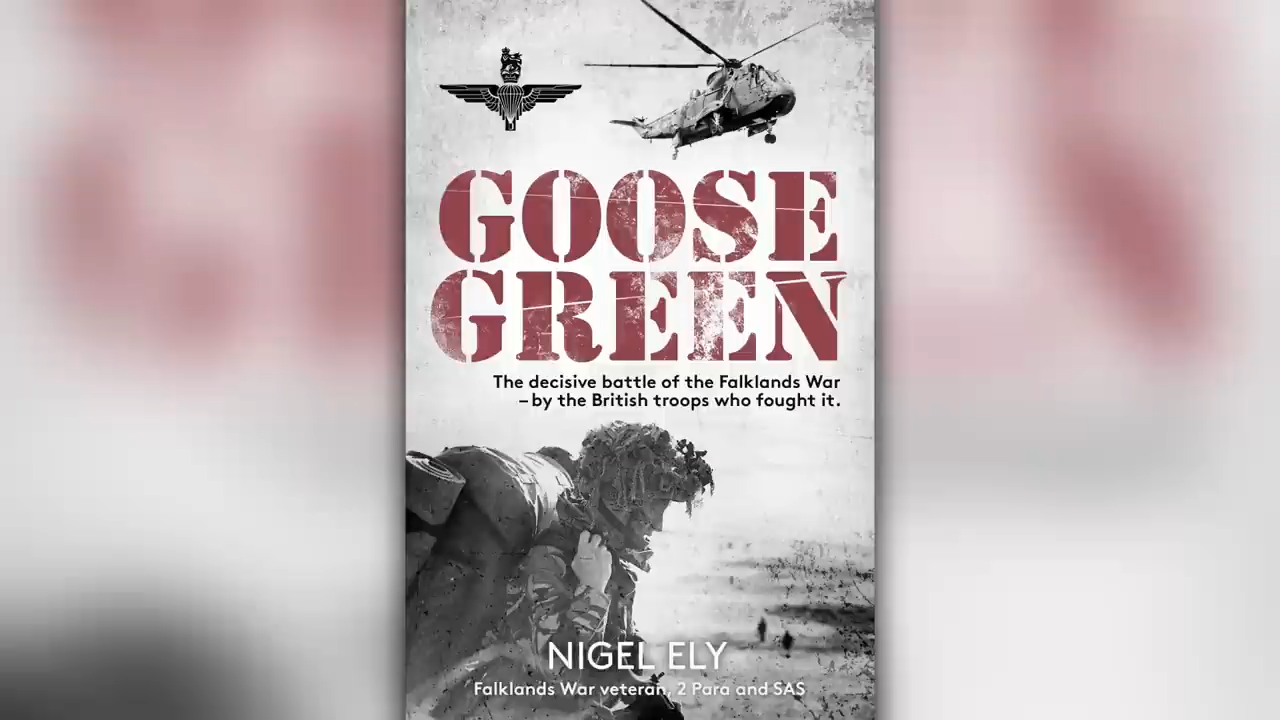 GOOSE
GREEN
The decisive battle of the Falklands War
– by the British troops who fought it.
NIGEL ELY
Falklands War veteran, 2 Para and SAS